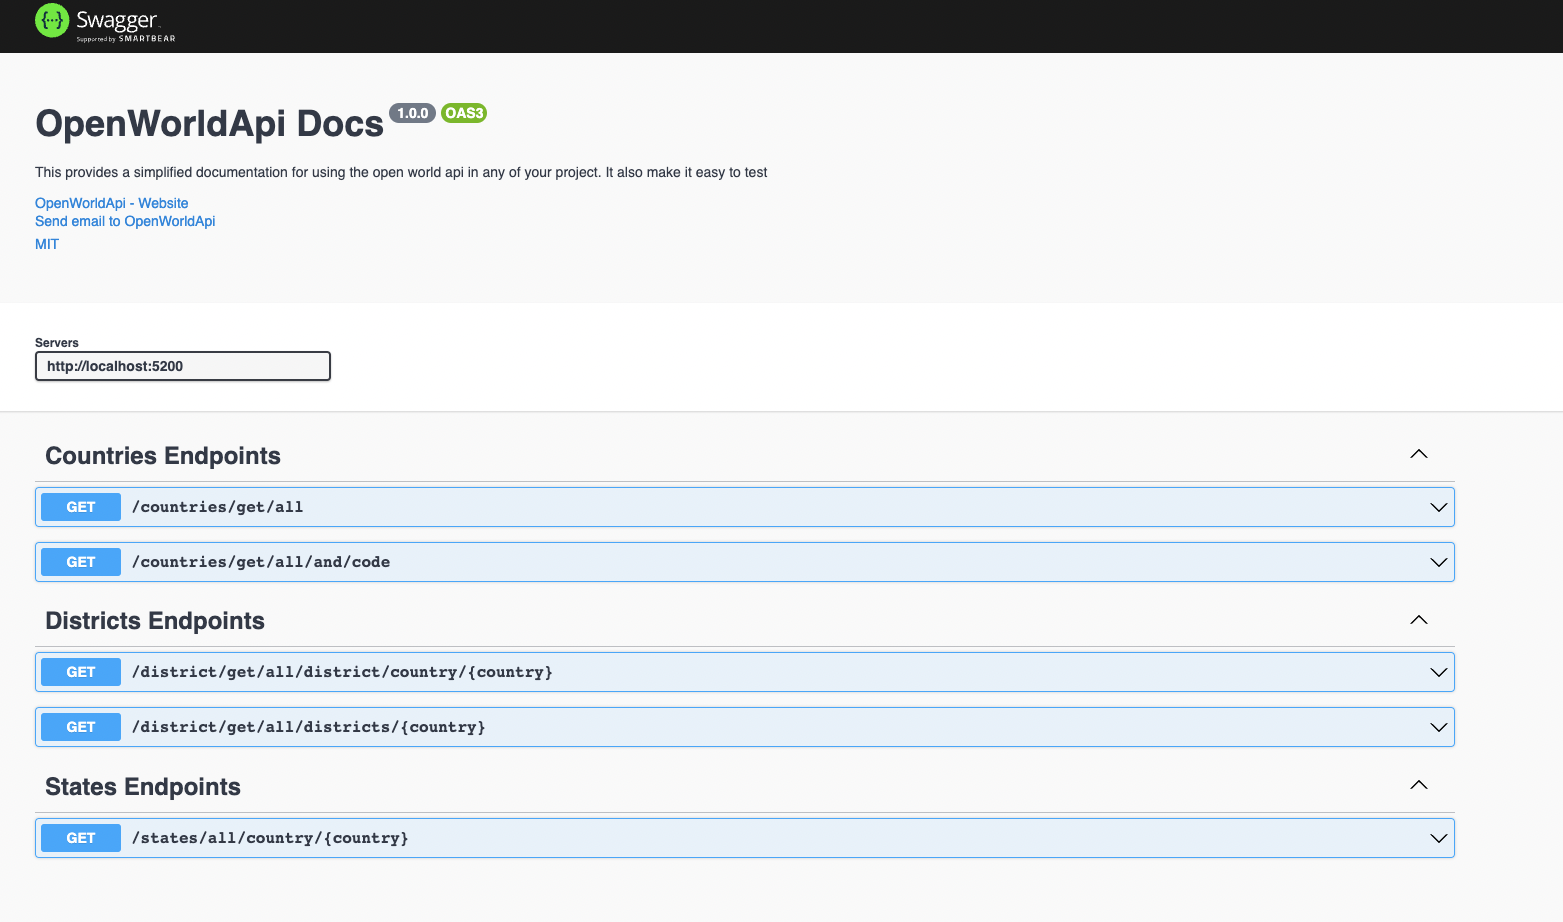 Swagger
Supported by SMARTBEAR
OpenWorldApi Docs 1.0.0 OAS3
This provides a simplified documentation for using the open world api in any of your project. It also make it easy to test
OpenWorldApi - Website
Send email to OpenWorldApi
MIT
Servers
http://localhost:5200
Countries Endpoints
GET /countries/get/all
GET /countries/get/all/and/code
Districts Endpoints
GET /district/get/all/district/country/{country}
GET /district/get/all/districts/{country}
States Endpoints
GET /states/all/country/{country}